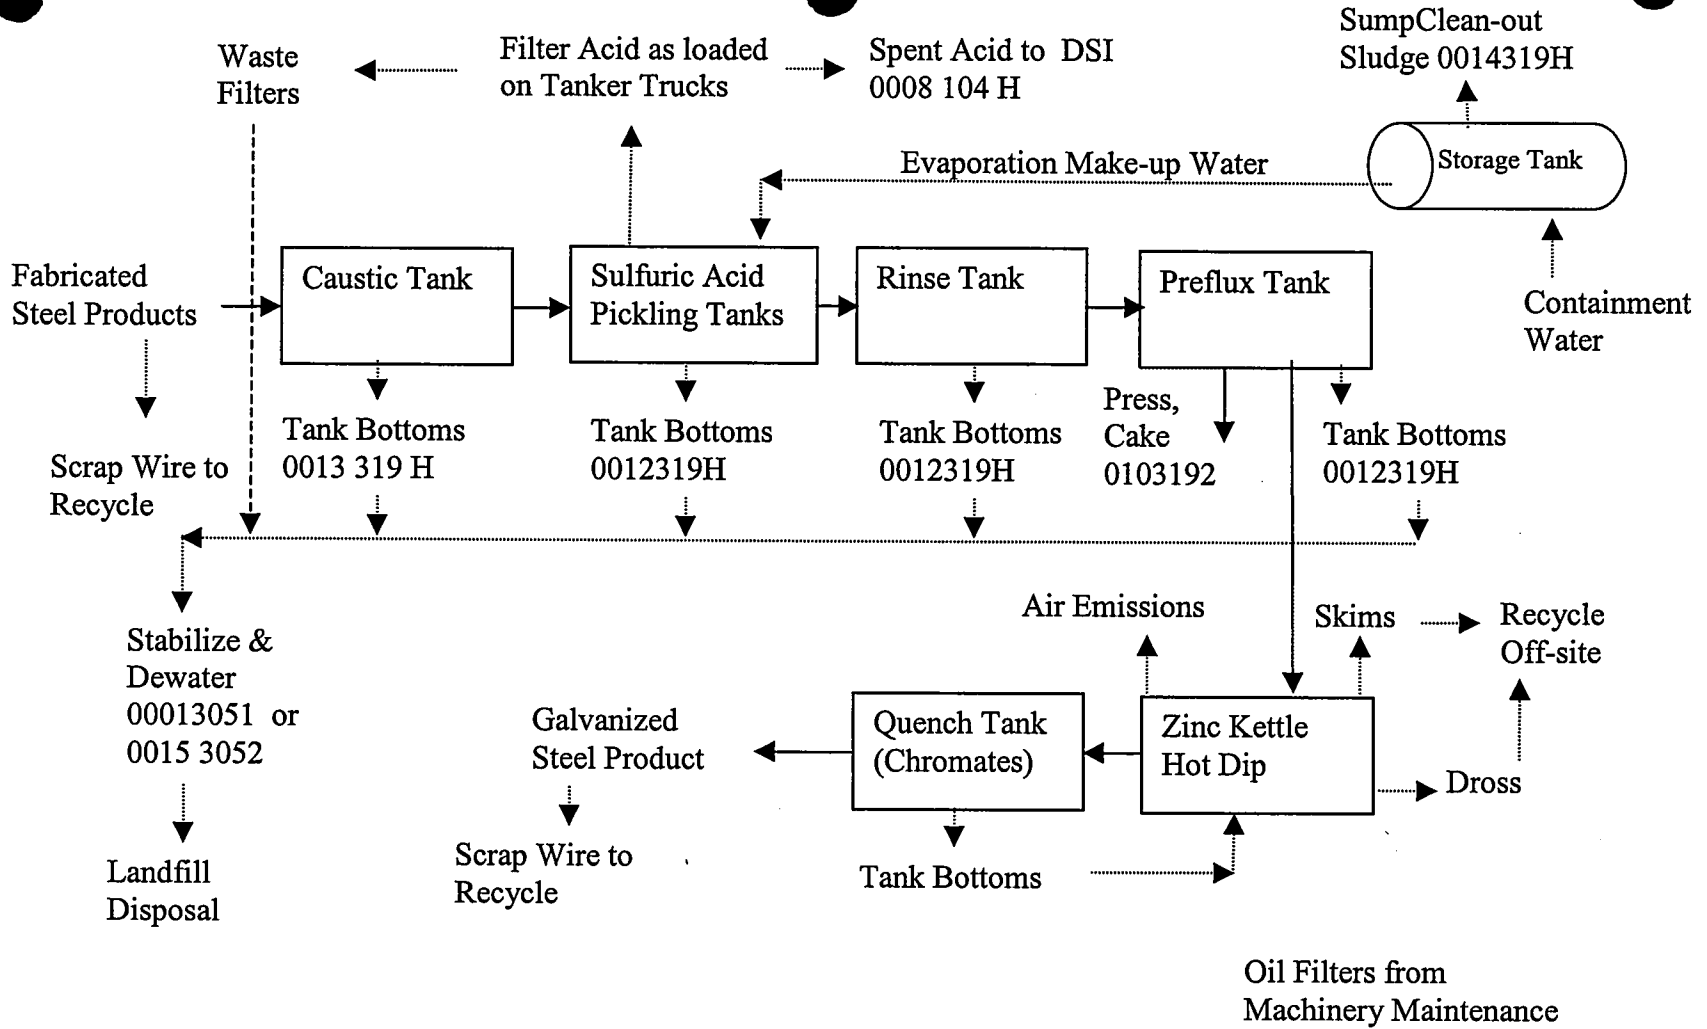 SumpClean-out
Sludge 0014319H
Waste
Filters
Filter Acid as loaded
on Tanker Trucks
Spent Acid to DSI
0008 104 H
Evaporation Make-up Water
Storage Tank
Fabricated
Steel Products
Caustic Tank
Sulfuric Acid
Pickling Tanks
Rinse Tank
Preflux Tank
Containment
Water
Scrap Wire to
Recycle
Tank Bottoms
0013 319 H
Tank Bottoms
0012319H
Tank Bottoms
0012319H
Press,
Cake
0103192
Tank Bottoms
0012319H
Stabilize &
Dewater
00013051 or
0015 3052
Landfill
Disposal
Air Emissions
Skims
Recycle
Off-site
Galvanized
Steel Product
Quench Tank
(Chromates)
Zinc Kettle
Hot Dip
Dross
Scrap Wire to
Recycle
Tank Bottoms
Oil Filters from
Machinery Maintenance